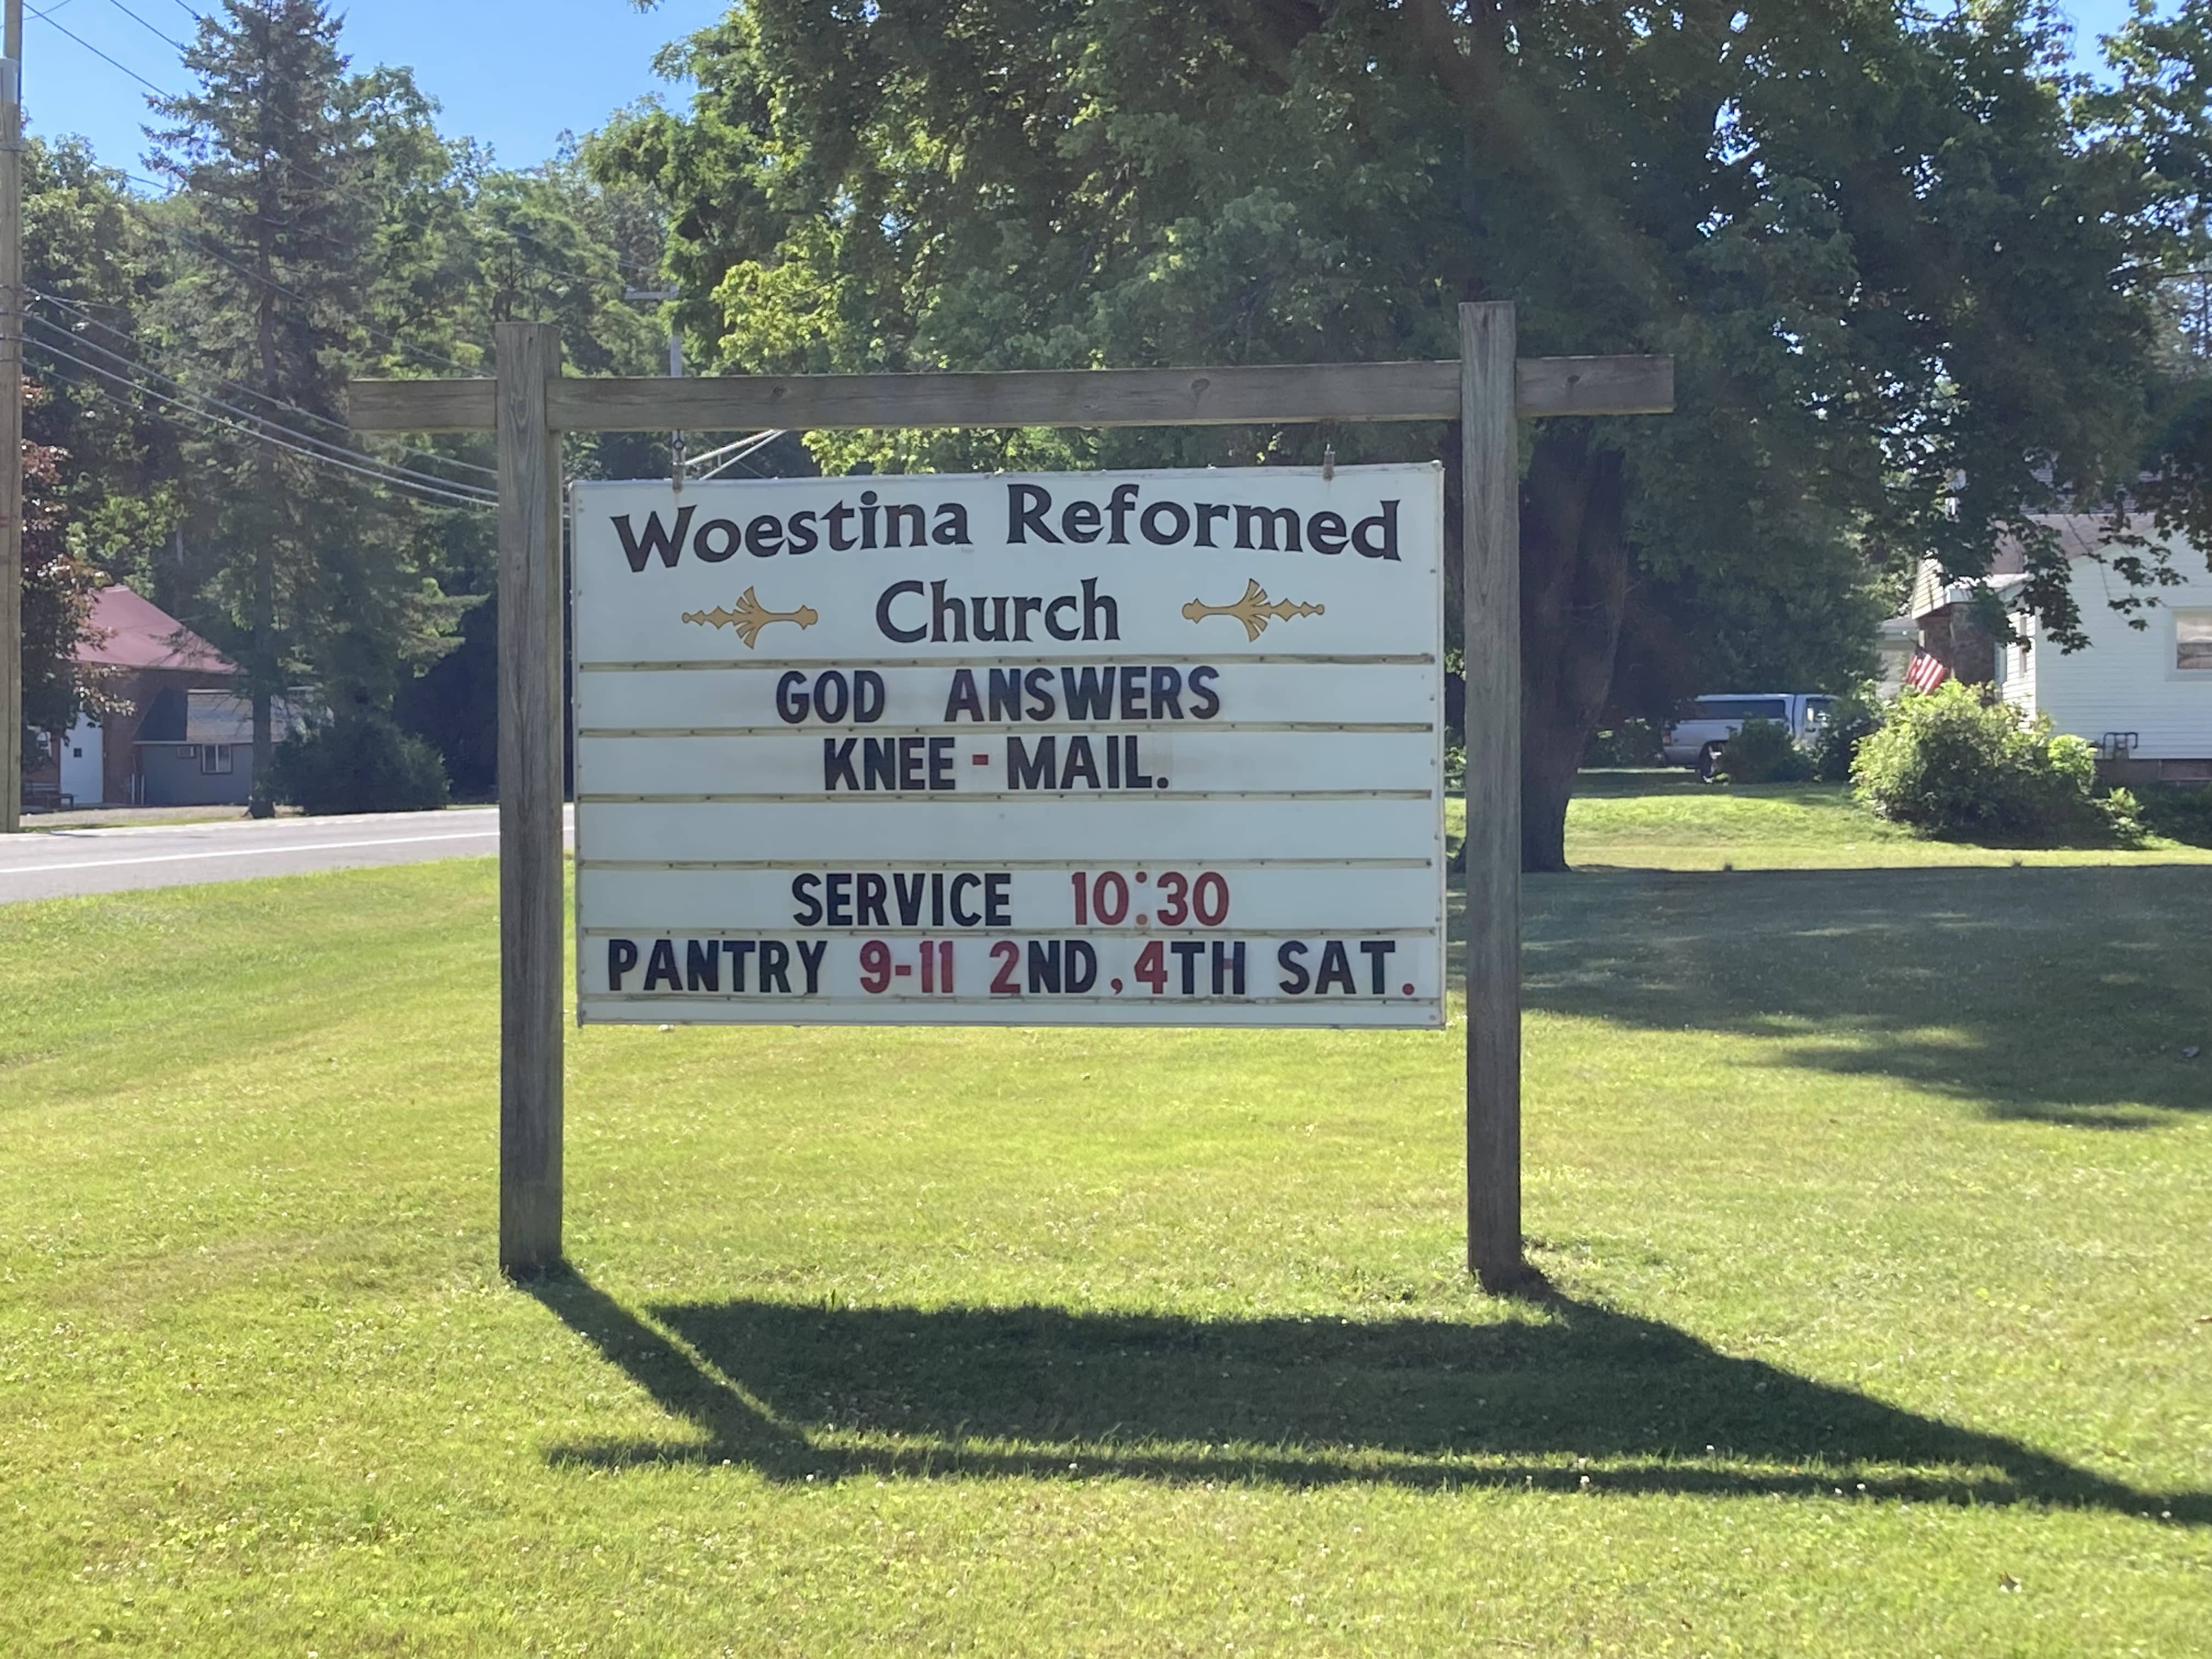 Woestina Reformed
Church
GOD ANSWERS
KNEE-MAIL.
SERVICE 10:30
PANTRY 9-11 2ND, 4TH SAT.